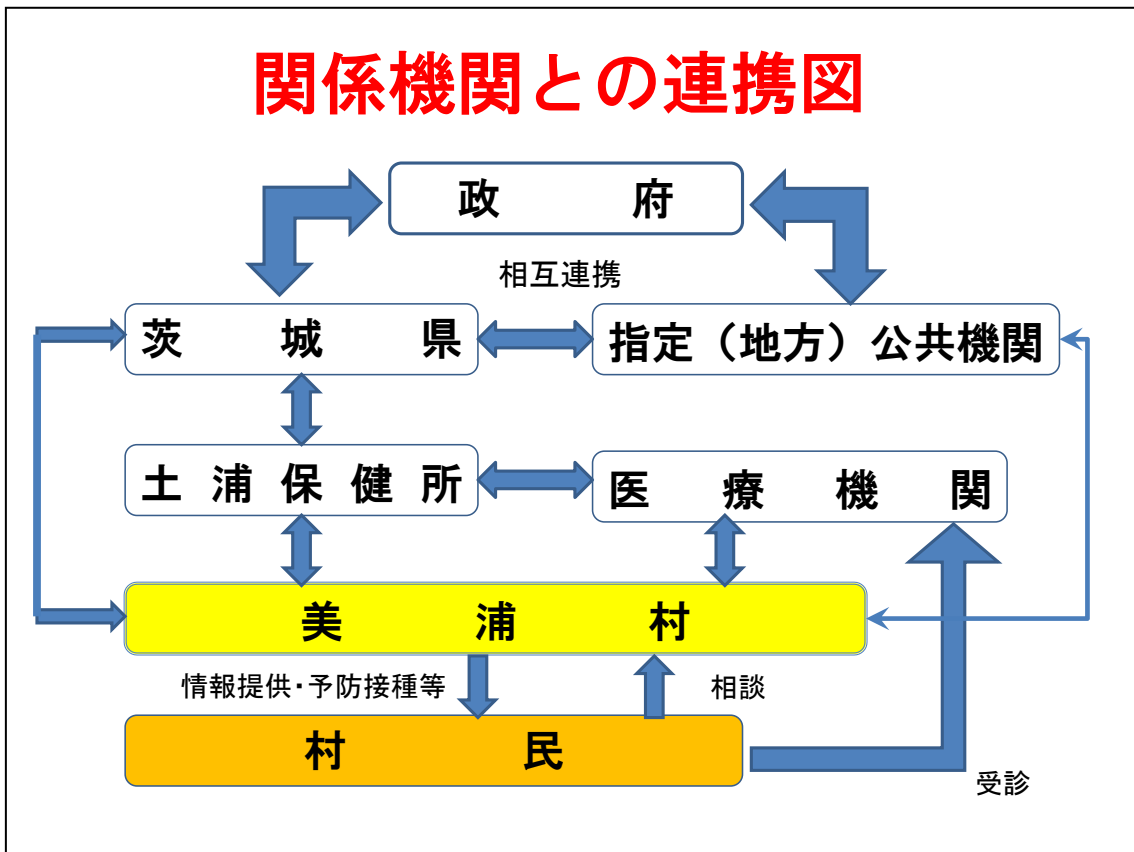 関係機関との連携図
政府
相互連携
茨城県
指定（地方）公共機関
土浦保健所
医療機関
美浦村
情報提供・予防接種等
相談
村民
受診